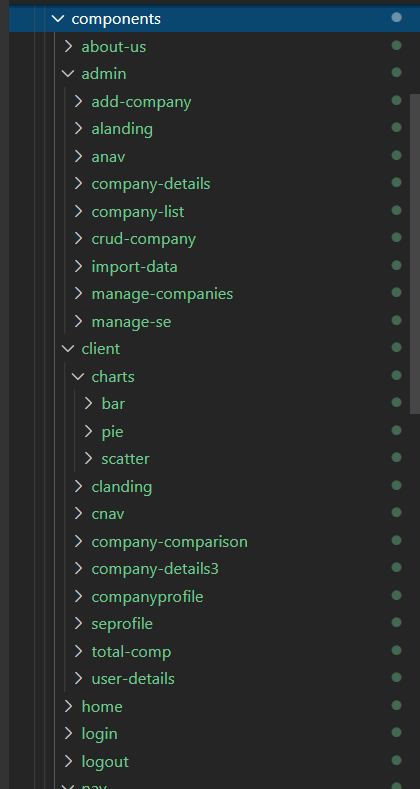 components
about-us
admin
add-company
alanding
anav
company-details
company-list
crud-company
import-data
manage-companies
manage-se
client
charts
bar
pie
scatter
clanding
cnav
company-comparison
company-details3
companyprofile
seprofile
total-comp
user-details
home
login
logout
nav